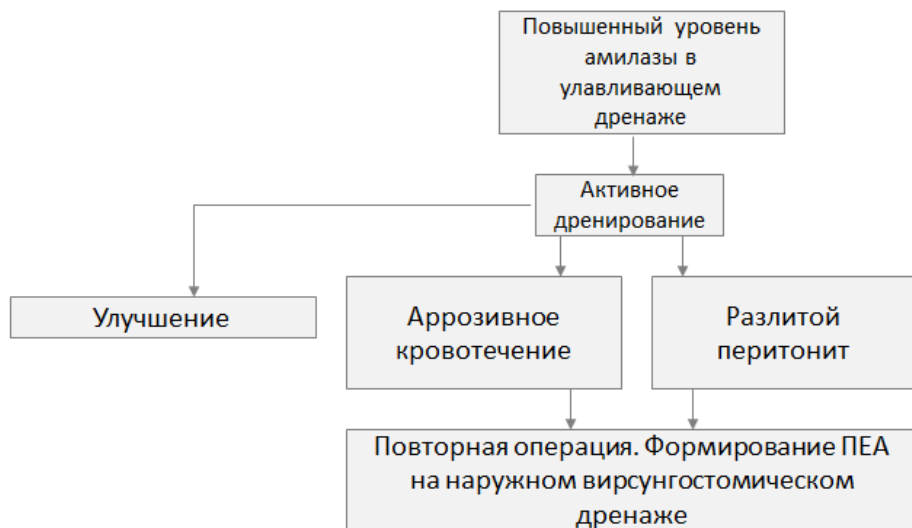 Повышенный уровень
амилазы в
улавливающем
дренаже
Активное
дренирование
Улучшение
Аррозивное
кровотечение
Разлитой
перитонит
Повторная операция. Формирование ПЕА
на наружном вирсунгостомическом
дренаже